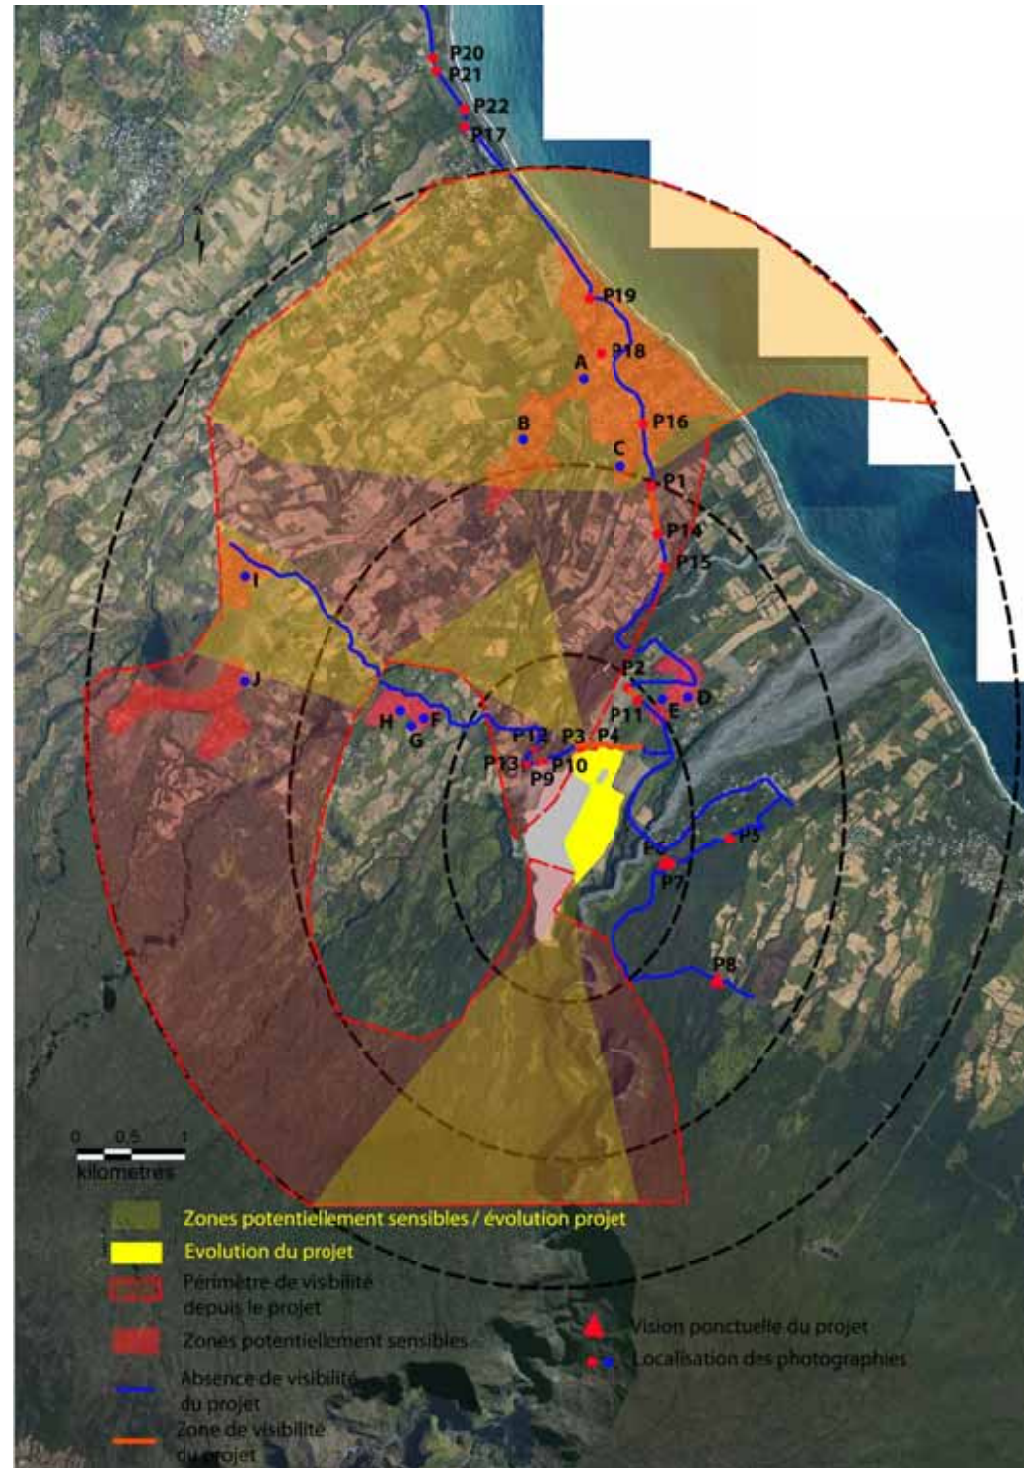 P20
P21
P22
P17
P19
P18
A
B
P16
C
P1
P14
P15
I
P2
J
E
D
P11
H
F
G
P12
P3
P4
P13
P9
P10
P5
P6
P7
P8
0 0,5 1
kilometres
Zones potentiellement sensibles / évolution projet
Evolution du projet
Périmètre de visibilité
depuis le projet
Zones potentiellement sensibles
Absence de visibilité
du projet
Zone de visibilité
du projet
Vision ponctuelle du projet
Localisation des photographies